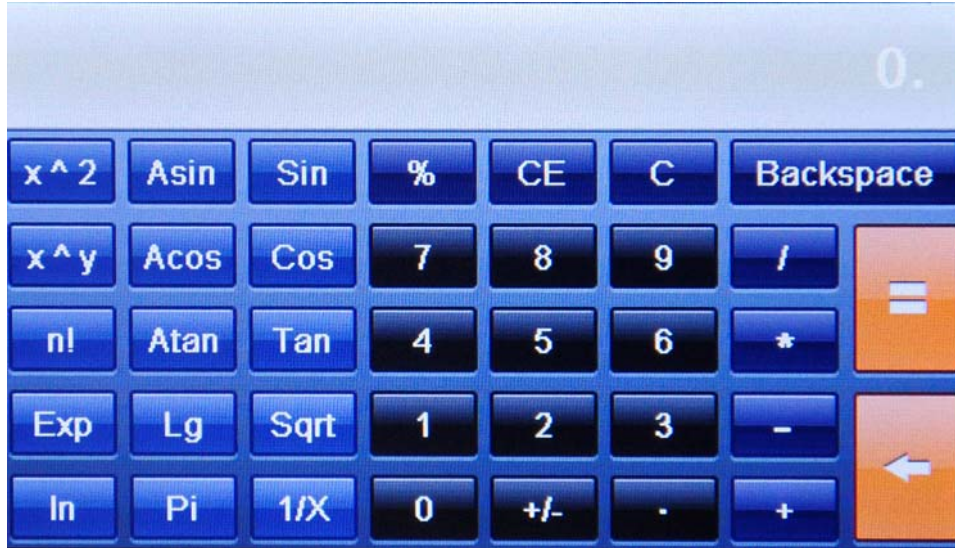 0.
x ^ 2 Asin Sin % CE C Backspace
x ^ y Acos Cos 7 8 9 / =
n! Atan Tan 4 5 6 *
Exp Lg Sqrt 1 2 3 -
In Pi 1/X 0 +/- . +